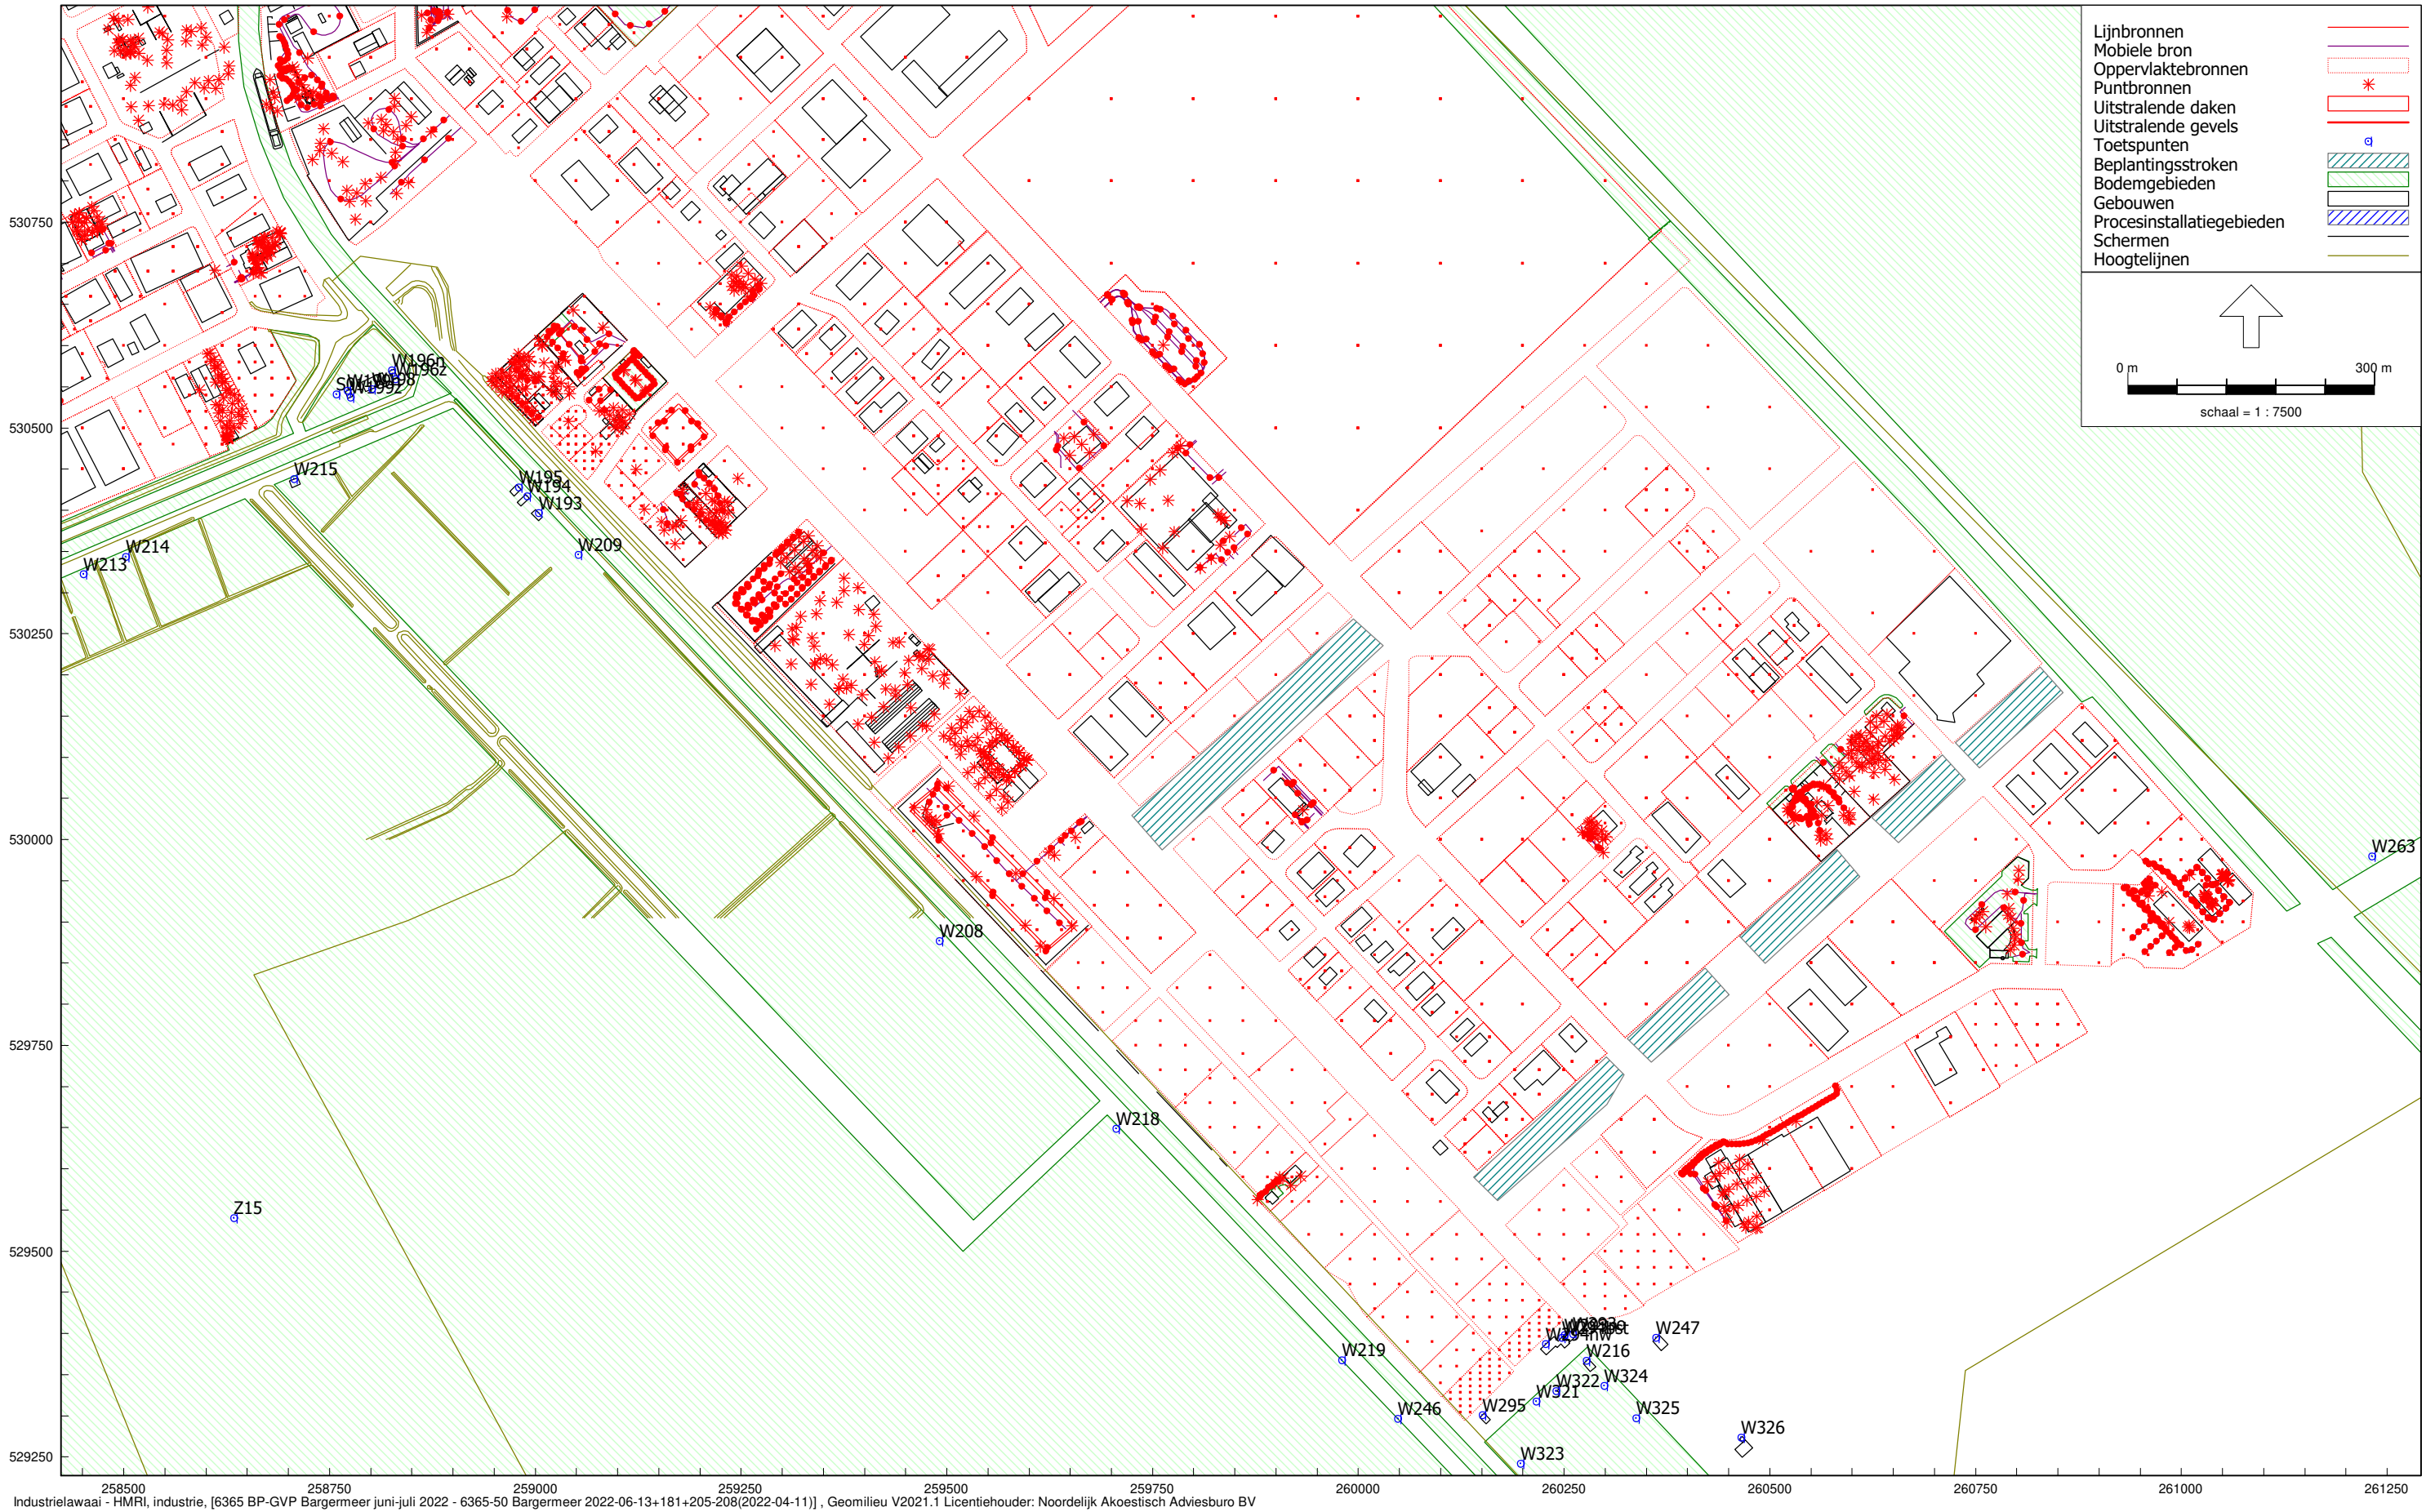 Lijnbronnen
Mobiele bron
Oppervlaktebronnen
Puntbronnen
Uitstralende daken
Uitstralende gevels
Toetspunten
Beplantingsstroken
Bodemgebieden
Gebouwen
Procesinstallatiegebieden
Schermen
Hoogtelijnen
0 m 300 m
schaal = 1 : 7500
530750
530500
530250
530000
529750
529500
529250
W196n
W196z
W198
W199z
W215
W195
W194
W193
W209
W214
W213
W208
W263
W218
Z15
W219
W246
W247
W216
W324
W322
W321
W295
W325
W326
W323
258500 258750 259000 259250 259500 259750 260000 260250 260500 260750 261000 261250
Industrielawaai - HMRI, industrie, [6365 BP-GVP Bargermeer juni-juli 2022 - 6365-50 Bargermeer 2022-06-13+181+205-208(2022-04-11)] , Geomilieu V2021.1 Licentiehouder: Noordelijk Akoestisch Adviesburo BV